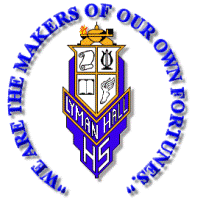 "WE ARE THE MAKERS OF OUR OWN FORTUNES."
LYMAN HALL
HS